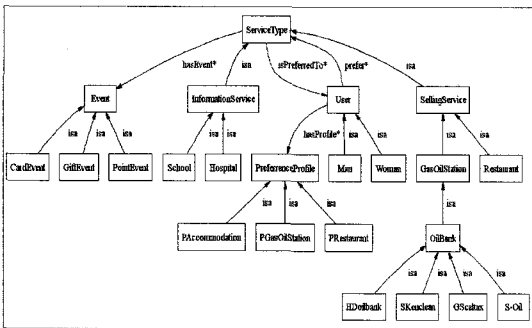 ServiceType
hasEvent*
isa
isPreferredTo*
prefer*
isa
Event
InformationService
User
SellingService
isa
isa
isa
isa
isa
hasProfile*
isa
isa
isa
isa
CardEvent
GiftEvent
PointEvent
School
Hospital
PreferenceProfile
Man
Woman
GasOilStation
Restaurant
isa
isa
isa
isa
PAccommodation
PGasOilStation
PRestaurant
OilBank
isa
isa
isa
isa
HDoilbank
SKenclean
GScaltax
S-Oil